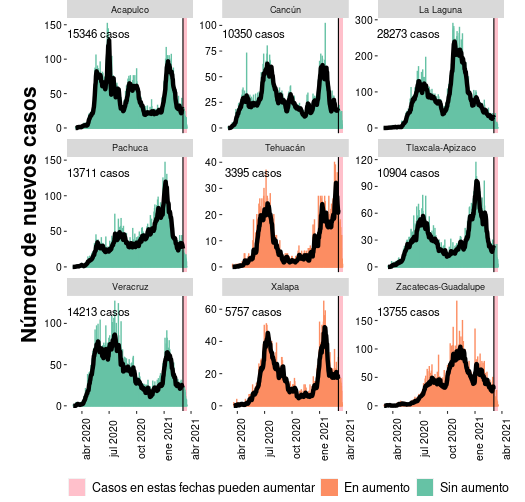 Número de nuevos casos
Acapulco
Cancún
La Laguna
15346 casos
10350 casos
28273 casos
150
100
50
0
100
75
50
25
0
300
200
100
0
Pachuca
Tehuacán
Tlaxcala-Apizaco
13711 casos
3395 casos
10904 casos
150
100
50
0
40
30
20
10
0
120
90
60
30
0
Veracruz
Xalapa
Zacatecas-Guadalupe
14213 casos
5757 casos
13755 casos
100
50
0
60
40
20
0
150
100
50
0
abr 2020
jul 2020
oct 2020
ene 2021
abr 2021
abr 2020
jul 2020
oct 2020
ene 2021
abr 2021
abr 2020
jul 2020
oct 2020
ene 2021
abr 2021
Casos en estas fechas pueden aumentar
En aumento
Sin aumento